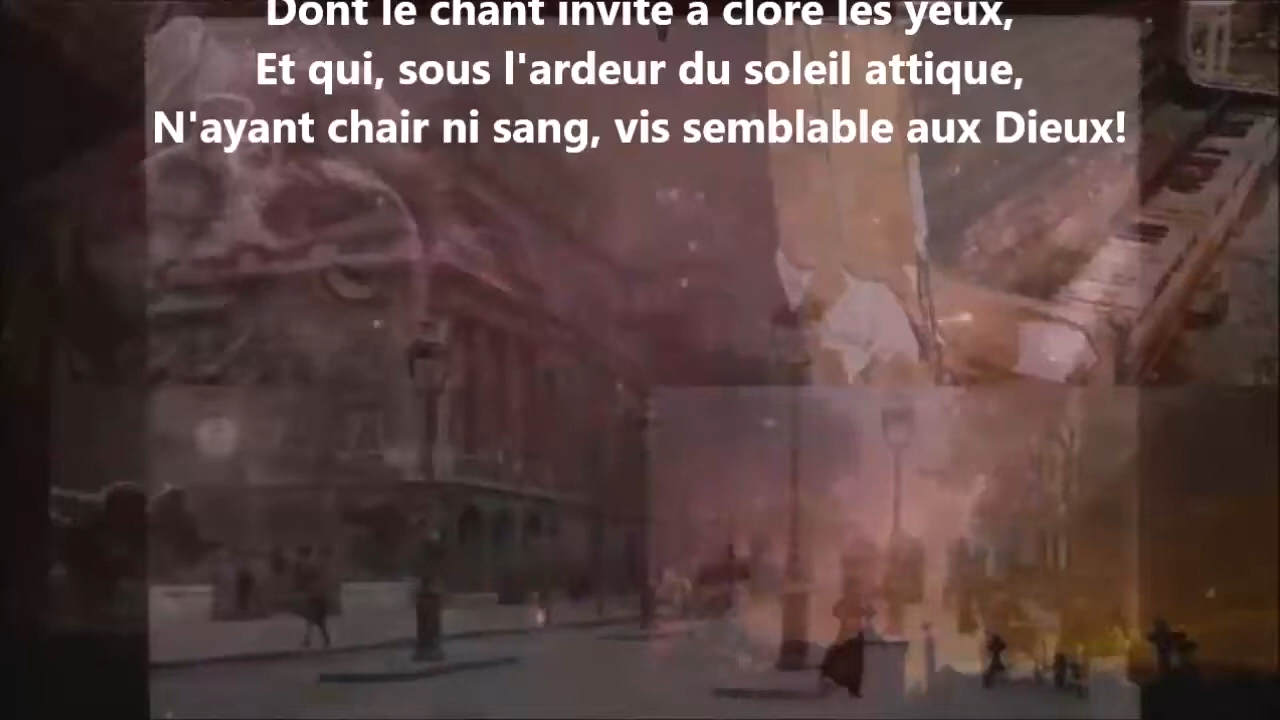 Dont le chant invite à clore les yeux,
Et qui, sous l'ardeur du soleil attique,
N'ayant chair ni sang, vis semblable aux Dieux!